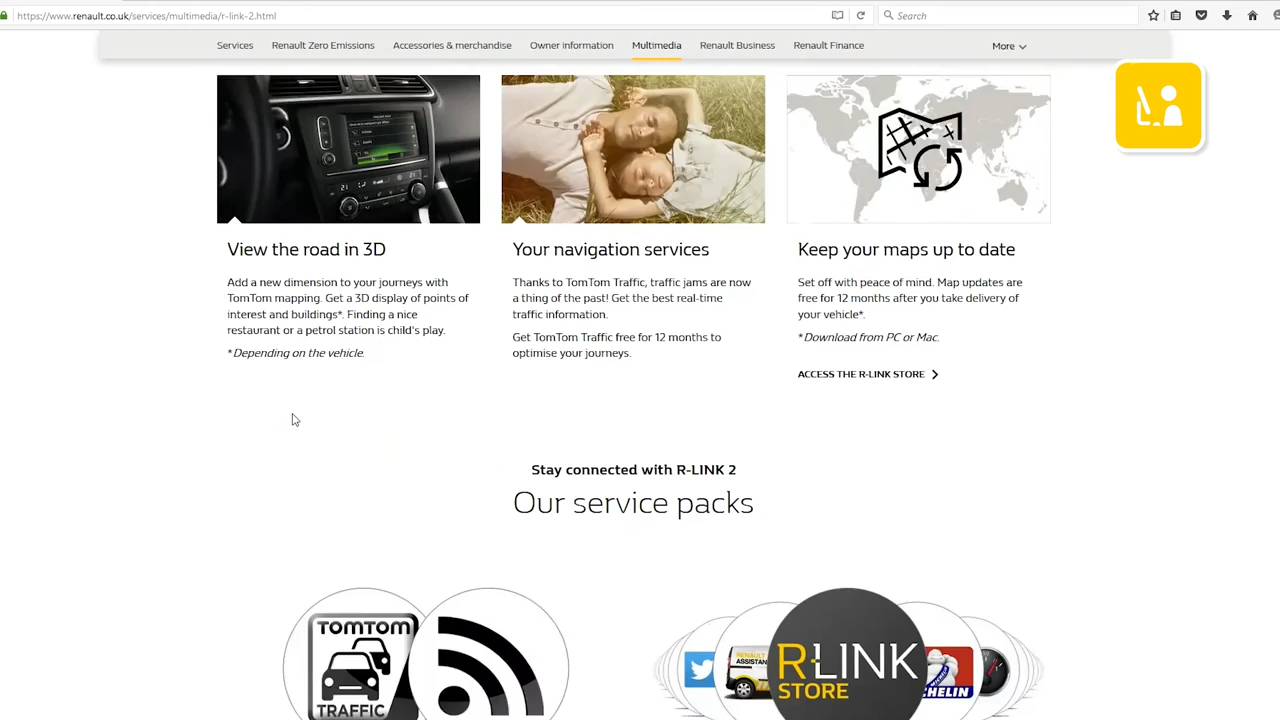 https://www.renault.co.uk/services/multimedia/r-link-2.html
Search
Services
Renault Zero Emissions
Accessories & merchandise
Owner information
Multimedia
Renault Business
Renault Finance
More
View the road in 3D
Add a new dimension to your journeys with
TomTom mapping. Get a 3D display of points of
interest and buildings*. Finding a nice
restaurant or a petrol station is child's play.
*Depending on the vehicle.
Your navigation services
Thanks to TomTom Traffic, traffic jams are now
a thing of the past! Get the best real-time
traffic information.
Get TomTom Traffic free for 12 months to
optimise your journeys.
Keep your maps up to date
Set off with peace of mind. Map updates are
free for 12 months after you take delivery of
your vehicle*.
*Download from PC or Mac.
ACCESS THE R-LINK STORE
Stay connected with R-LINK 2
Our service packs
TOMTOM
TRAFFIC
RENAULT
ASSISTAN
R-LINK
STORE
CHELIN